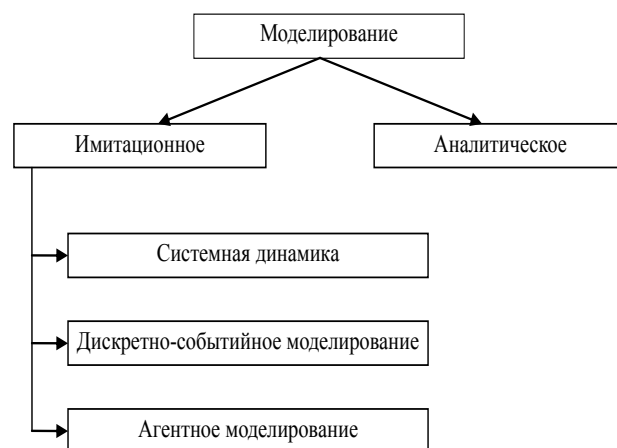 Моделирование
Имитационное
Аналитическое
Системная динамика
Дискретно-событийное моделирование
Агентное моделирование